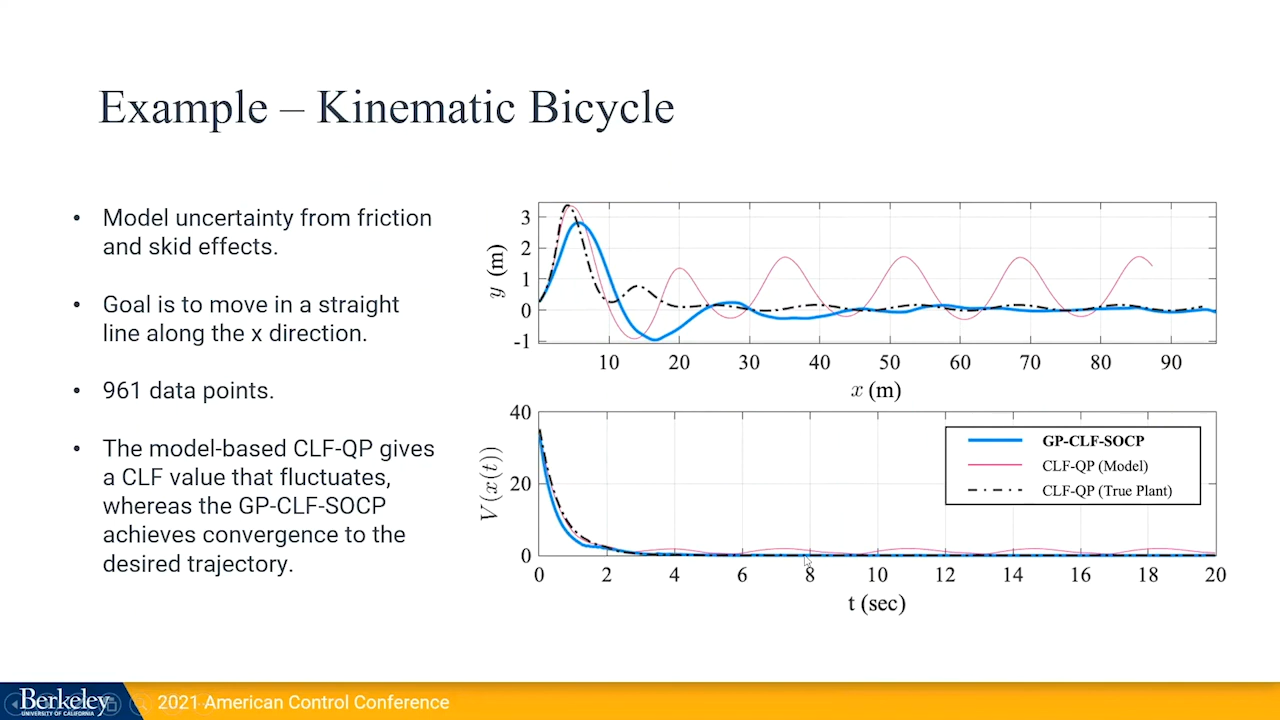 Example – Kinematic Bicycle
• Model uncertainty from friction
and skid effects.
• Goal is to move in a straight
line along the x direction.
• 961 data points.
• The model-based CLF-QP gives
a CLF value that fluctuates,
whereas the GP-CLF-SOCP
achieves convergence to the
desired trajectory.
y (m)
3
2
1
0
-1
10 20 30 40 50 60 70 80 90
x (m)
V(x(t))
40
20
0
GP-CLF-SOCP
CLF-QP (Model)
CLF-QP (True Plant)
0 2 4 6 8 10 12 14 16 18 20
t (sec)
Berkeley
UNIVERSITY OF CALIFORNIA
2021 American Control Conference